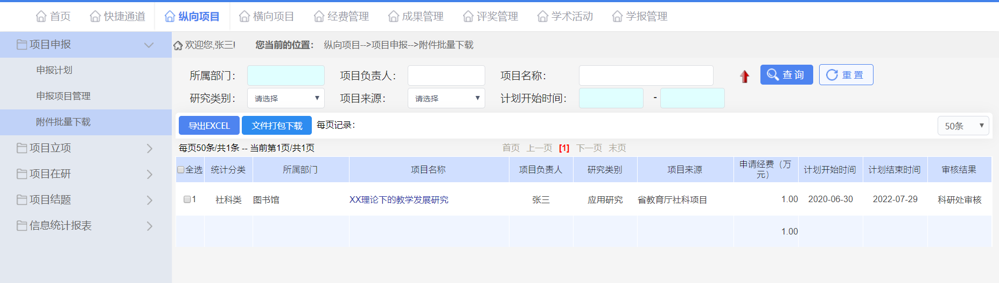 首页 快捷通道 纵向项目 横向项目 经费管理 成果管理 评奖管理 学术活动 学报管理
项目申报
申报计划
申报项目管理
附件批量下载
项目立项
项目在研
项目结题
信息统计报表
欢迎您,张三! 您当前的位置： 纵向项目-->项目申报-->附件批量下载
所属部门： 项目负责人： 项目名称： 查 询 重 置
研究类别： 请选择 项目来源： 请选择 计划开始时间： -
导出EXCEL 文件打包下载 每页记录： 50条
每页50条/共1条 -- 当前第1页/共1页 首页 上一页 [1] 下一页 末页
全选 统计分类 所属部门 项目名称 项目负责人 研究类别 项目来源 申请经费（万元） 计划开始时间 计划结束时间 审核结果
1 社科类 图书馆 XX理论下的教学发展研究 张三 应用研究 省教育厅社科项目 1.00 2020-06-30 2022-07-29 科研处审核
1.00